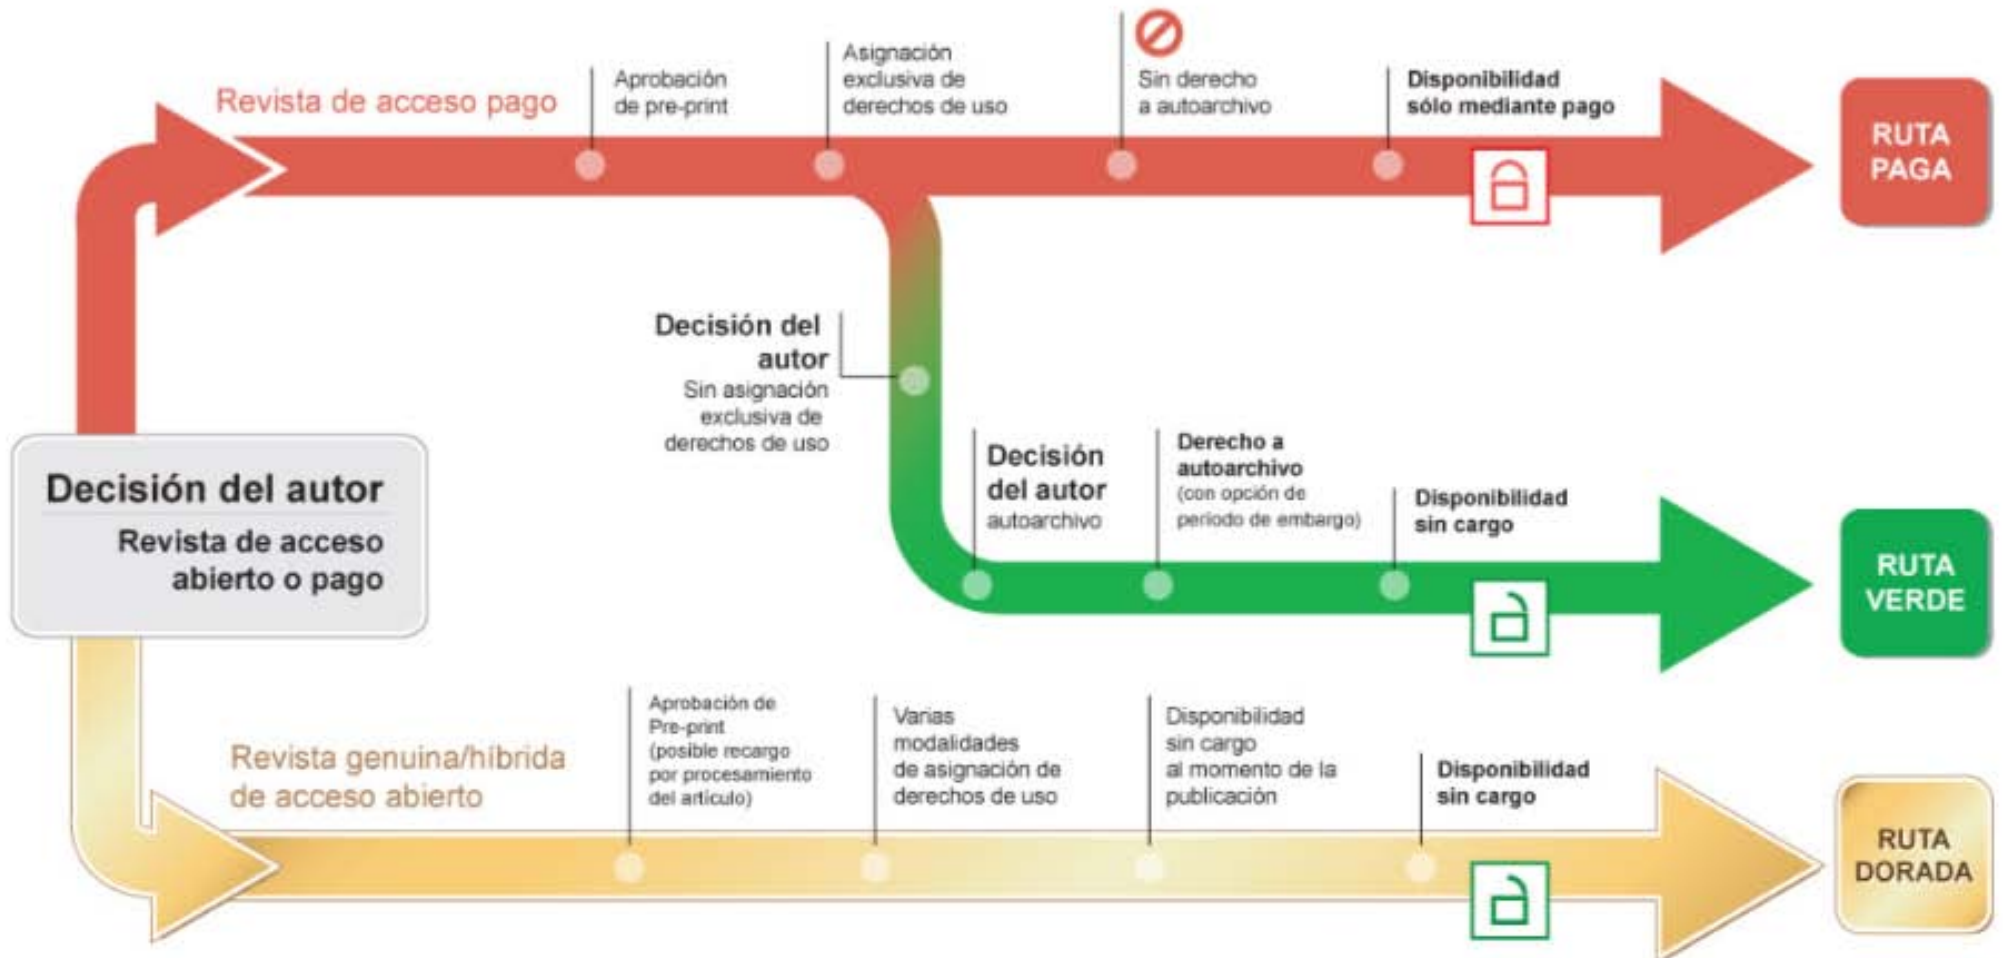 Revista de acceso pago
Aprobación
de pre-print
Asignación
exclusiva de
derechos de uso
Sin derecho
a autoarchivo
Disponibilidad
sólo mediante pago
RUTA
PAGA
Decisión del
autor
Sin asignación
exclusiva de
derechos de uso
Decisión
del autor
autoarchivo
Derecho a
autoarchivo
(con opción de
período de embargo)
Disponibilidad
sin cargo
RUTA
VERDE
Decisión del autor
Revista de acceso
abierto o pago
Revista genuina/híbrida
de acceso abierto
Aprobación de
Pre-print
(posible recargo
por procesamiento
del artículo)
Varias
modalidades
de asignación de
derechos de uso
Disponibilidad
sin cargo
al momento de la
publicación
Disponibilidad
sin cargo
RUTA
DORADA